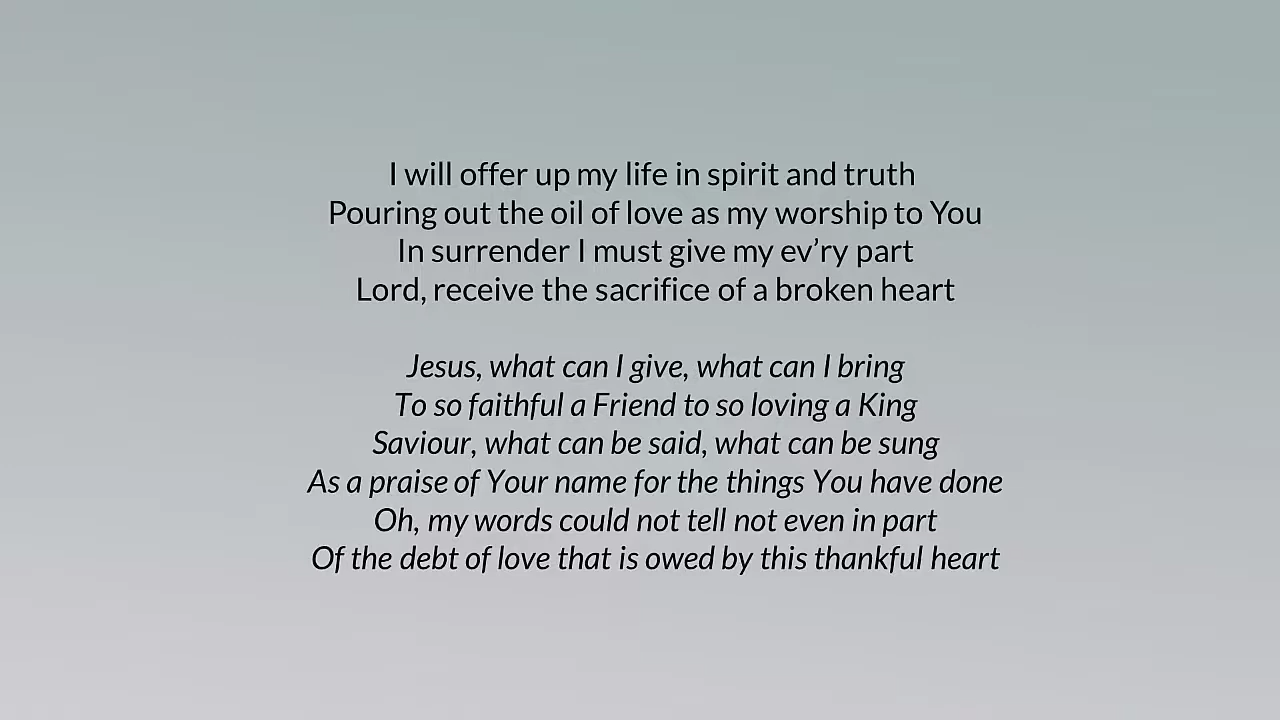 I will offer up my life in spirit and truth
Pouring out the oil of love as my worship to You
In surrender I must give my ev’ry part
Lord, receive the sacrifice of a broken heart
Jesus, what can I give, what can I bring
To so faithful a Friend to so loving a King
Saviour, what can be said, what can be sung
As a praise of Your name for the things You have done
Oh, my words could not tell not even in part
Of the debt of love that is owed by this thankful heart